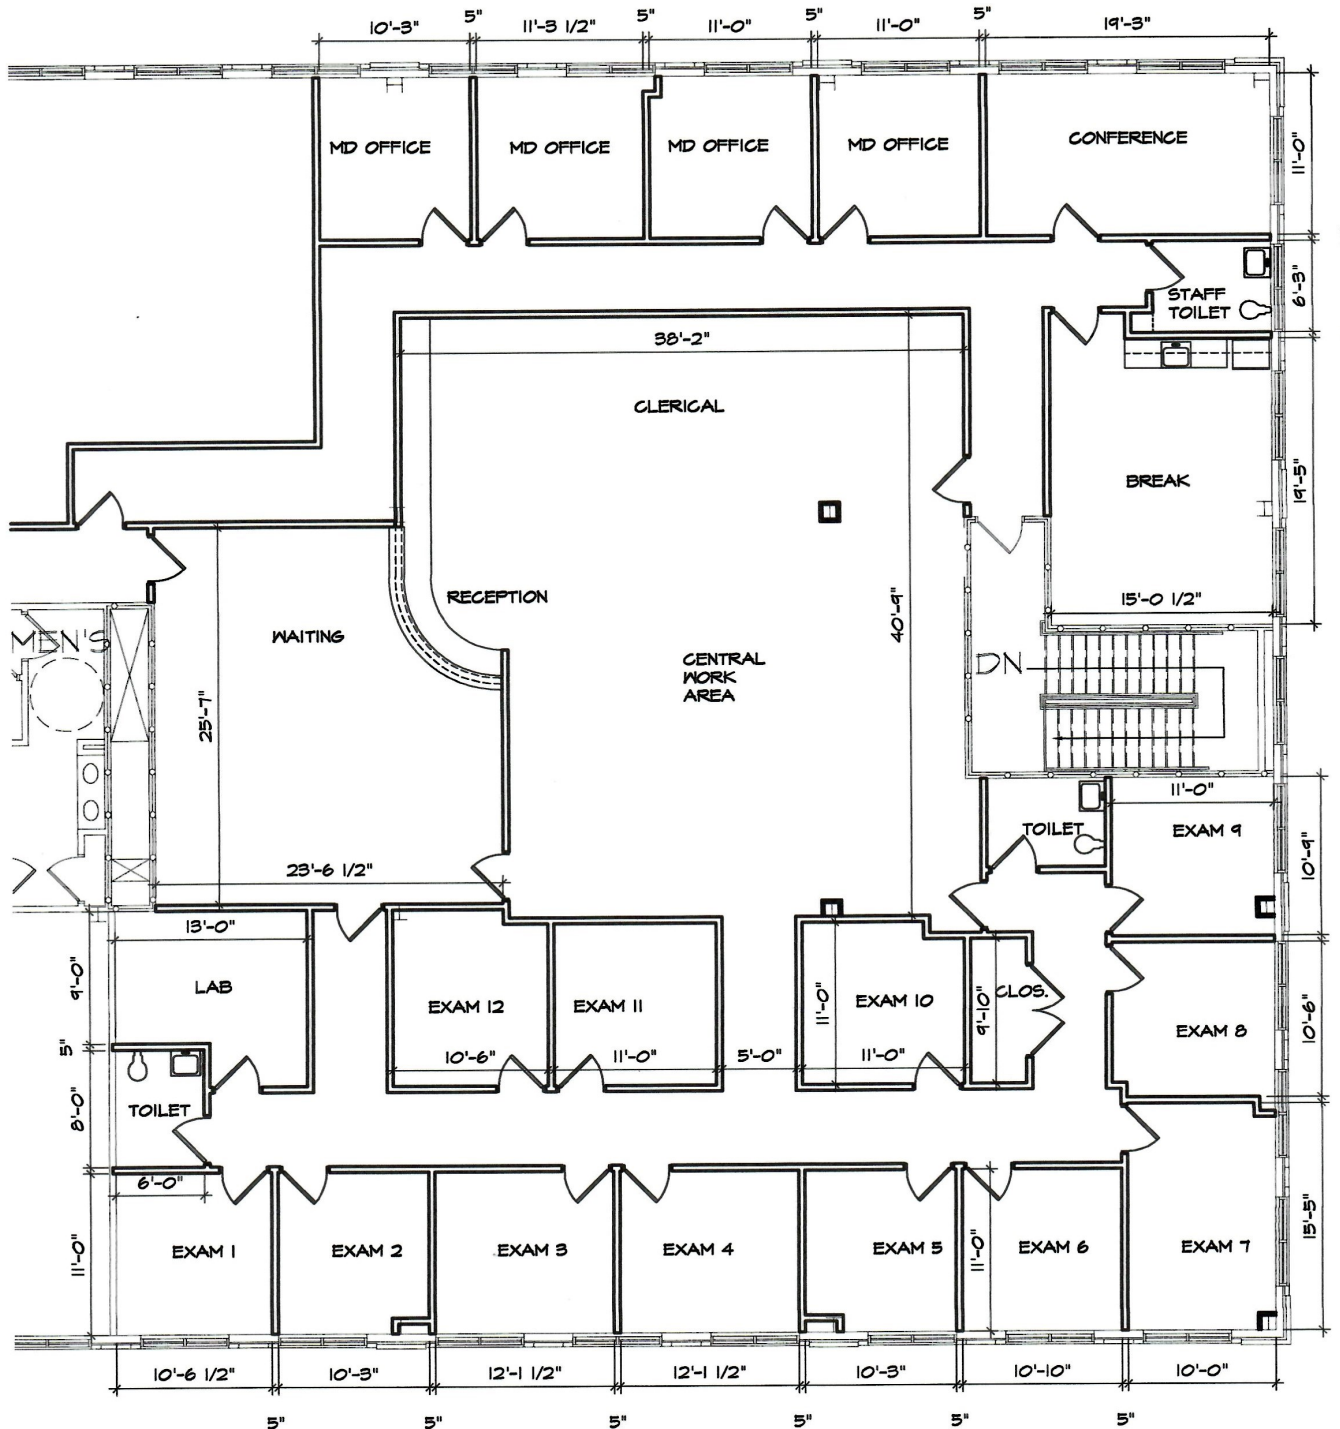 10'-3"
5"
11'-3 1/2"
5"
11'-0"
5"
11'-0"
5"
19'-3"
MD OFFICE
MD OFFICE
MD OFFICE
MD OFFICE
CONFERENCE
11'-0"
STAFF
TOILET
6'-3"
38'-2"
CLERICAL
BREAK
19'-5"
RECEPTION
40'-9"
15'-0 1/2"
MEN'S
WAITING
CENTRAL
WORK
AREA
DN
25'-7"
11'-0"
TOILET
EXAM 9
10'-9"
23'-6 1/2"
13'-0"
9'-0"
LAB
EXAM 12
EXAM 11
11'-0"
EXAM 10
9'-10"
CLOS.
EXAM 8
10'-6"
5"
10'-6"
11'-0"
5'-0"
11'-0"
8'-0"
TOILET
6'-0"
11'-0"
EXAM 1
EXAM 2
EXAM 3
EXAM 4
EXAM 5
11'-0"
EXAM 6
EXAM 7
15'-5"
10'-6 1/2"
10'-3"
12'-1 1/2"
12'-1 1/2"
10'-3"
10'-10"
10'-0"
5"
5"
5"
5"
5"
5"